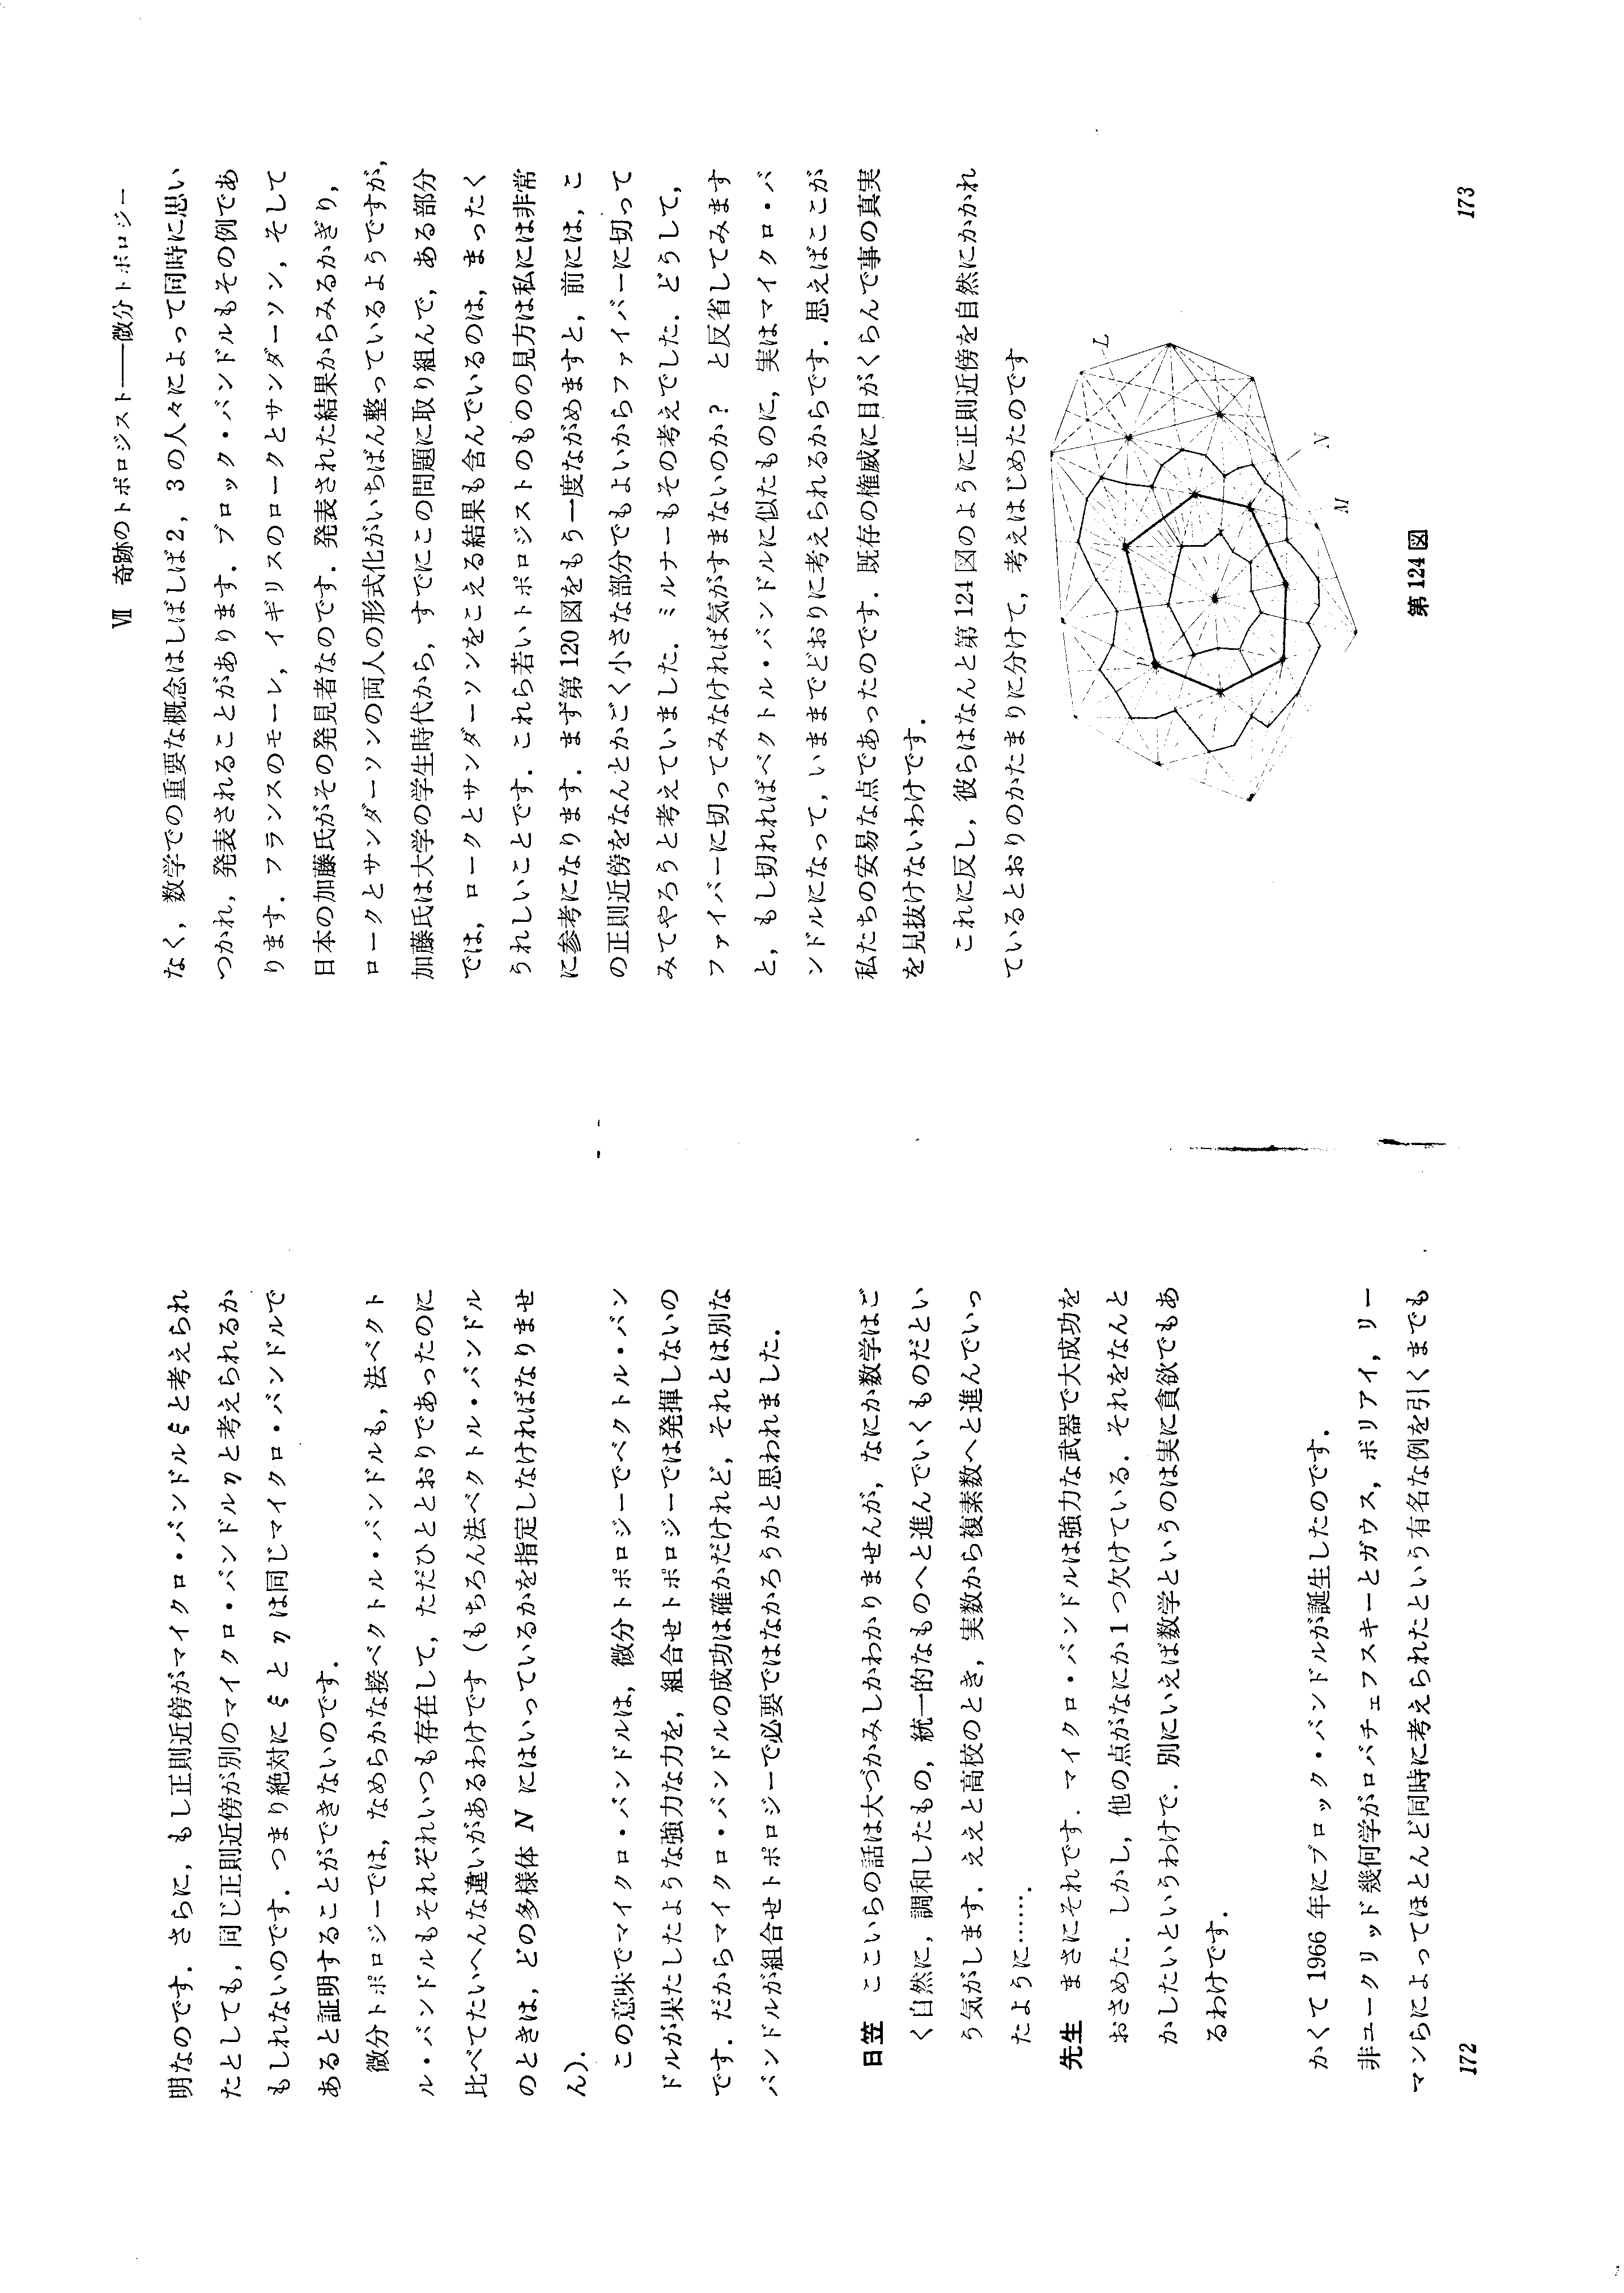 明なのです．さらに，もし正則近傍がマイクロ・バンドルξと考えられ
たとしても，同じ正則近傍が別のマイクロ・バンドルηと考えられるか
もしれないのです．つまり絶対にξとηは同じマイクロ・バンドルで
あると証明することができないのです．
微分トポロジーでは，なめらかな接ベクトル・バンドルも，法ベクト
ル・バンドルもそれぞれいつも存在して，ただひととおりであったのに
比べてたいへんな違いがあるわけです（もちろん法ベクトル・バンドル
のときは，どの多様体 N にはいっているかを指定しなければなりませ
ん）．
この意味でマイクロ・バンドルは，微分トポロジーでベクトル・バン
ドルが果たしたような強力な力を，組合せトポロジーでは発揮しないの
です．だからマイクロ・バンドルの成功は確かだけれど，それとは別な
バンドルが組合せトポロジーで必要ではなかろうかと思われました．
日笠　ここいらの話は大づかみしかわかりませんが，なにか数学はご
く自然に，調和したもの，統一的なものへと進んでいくものだとい
う気がします．ええと高校のとき，実数から複素数へと進んでいっ
たように……．
先生　まさにそれです．マイクロ・バンドルは強力な武器で大成功を
おさめた．しかし，他の点がなにか1つ欠けている．それをなんと
かしたいというわけで．別にいえば数学というのは実に貪欲でもあ
るわけです．
かくて 1966 年にブロック・バンドルが誕生したのです．
非ユークリッド幾何学がロバチェフスキーとガウス，ボリアイ，リー
マンらによってほとんど同時に考えられたという有名な例を引くまでも
172
Ⅶ　奇跡のトポロジスト——微分トポロジー
なく，数学での重要な概念はしばしば2，3の人々によって同時に思い
つかれ，発表されることがあります．ブロック・バンドルもその例であ
ります．フランスのモーレ，イギリスのロークとサンダーソン，そして
日本の加藤氏がその発見者なのです．発表された結果からみるかぎり，
ロークとサンダーソンの両人の形式化がいちばん整っているようですが，
加藤氏は大学の学生時代から，すでにこの問題に取り組んで，ある部分
では，ロークとサンダーソンをこえる結果も含んでいるのは，まったく
うれしいことです．これら若いトポロジストのものの見方は私には非常
に参考になります．まず第120図をもう一度ながめますと，前には，こ
の正則近傍をなんとかごく小さな部分でもよいからファイバーに切って
みてやろうと考えていました．ミルナーもその考えでした．どうして，
ファイバーに切ってみなければ気がすまないのか？　と反省してみます
と，もし切れればベクトル・バンドルに似たものに，実はマイクロ・バ
ンドルになって，いままでどおりに考えられるからです．思えばここが
私たちの安易な点であったのです．既存の権威に目がくらんで事の真実
を見抜けないわけです．
これに反し，彼らはなんと第124図のように正則近傍を自然にかかれ
ているとおりのかたまりに分けて，考えはじめたのです
L
N
M
第124図
173